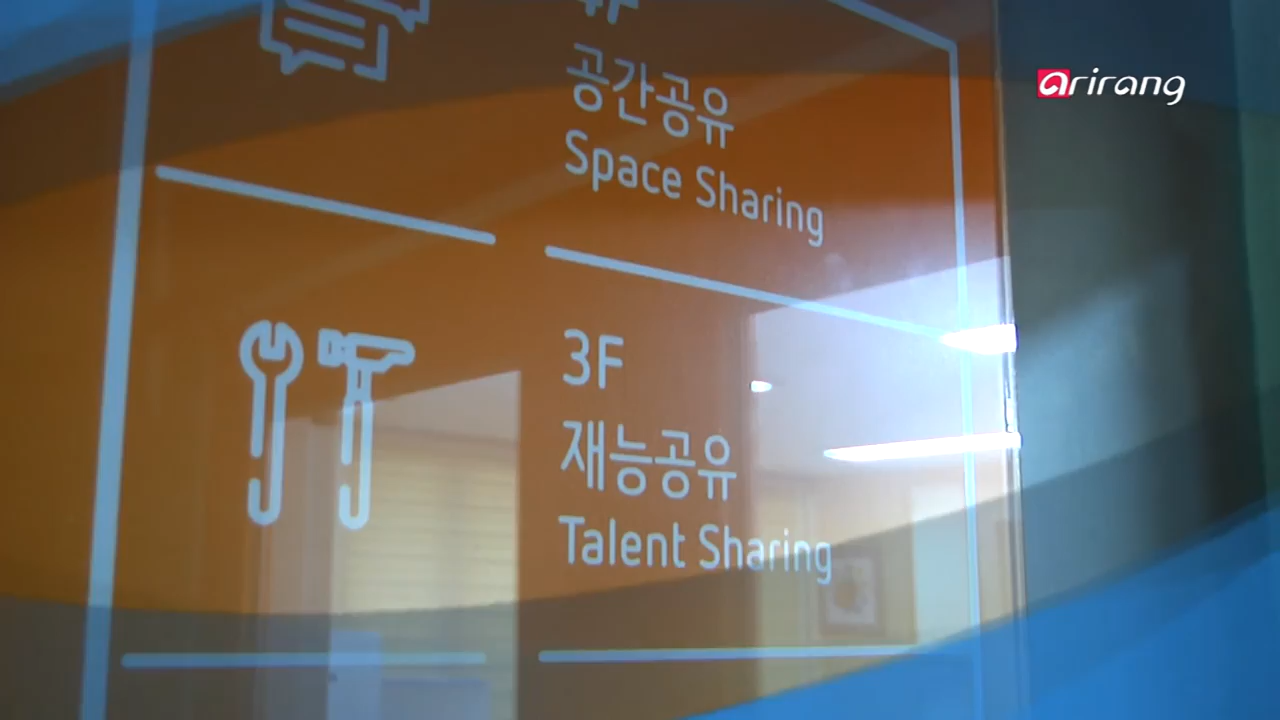 공간공유
Space Sharing
3F
재능공유
Talent Sharing
arirang